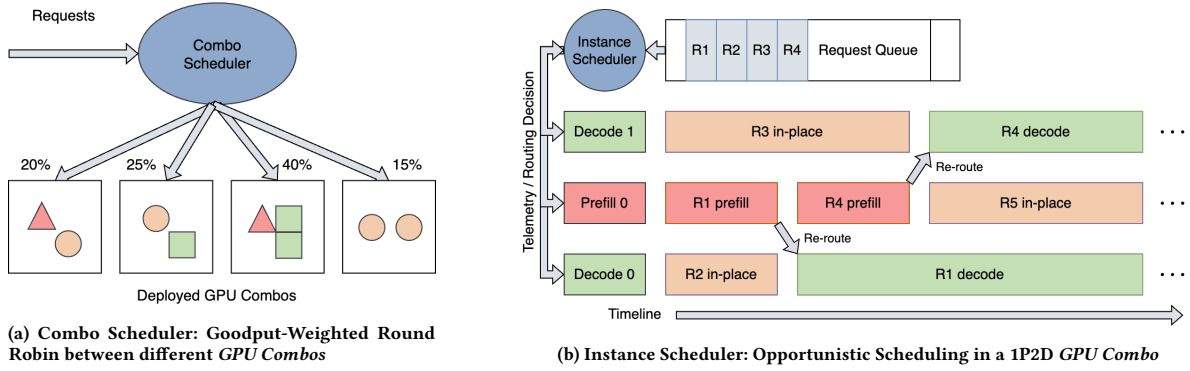 Requests
Combo
Scheduler
20%
25%
40%
15%
Deployed GPU Combos
(a) Combo Scheduler: Goodput-Weighted Round
Robin between different GPU Combos
Telemetry / Routing Decision
Instance
Scheduler
R1
R2
R3
R4
Request Queue
Decode 1
R3 in-place
R4 decode
...
Re-route
Prefill 0
R1 prefill
R4 prefill
R5 in-place
...
Re-route
Decode 0
R2 in-place
R1 decode
...
Timeline
(b) Instance Scheduler: Opportunistic Scheduling in a 1P2D GPU Combo